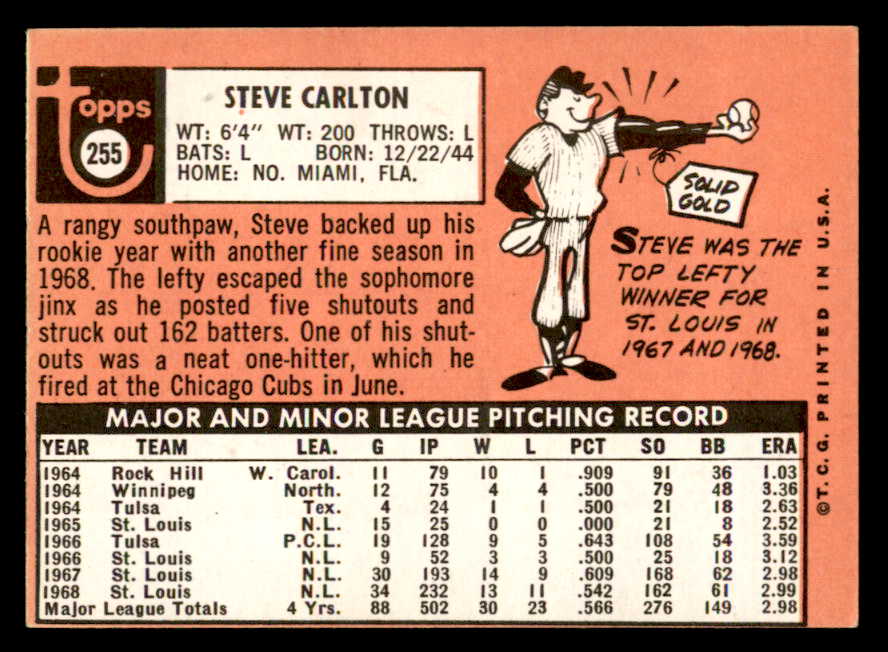 topps
255
STEVE CARLTON
WT: 6'4" WT: 200 THROWS: L
BATS: L BORN: 12/22/44
HOME: NO. MIAMI, FLA.
A rangy southpaw, Steve backed up his
rookie year with another fine season in
1968. The lefty escaped the sophomore
jinx as he posted five shutouts and
struck out 162 batters. One of his shut-
outs was a neat one-hitter, which he
fired at the Chicago Cubs in June.
SOLID
GOLD
STEVE WAS THE
TOP LEFTY
WINNER FOR
ST. LOUIS IN
1967 AND 1968.
MAJOR AND MINOR LEAGUE PITCHING RECORD
YEAR TEAM LEA. G IP W L PCT SO BB ERA
1964 Rock Hill W. Carol. 11 79 10 1 .909 91 36 1.03
1964 Winnipeg North. 12 75 4 4 .500 79 48 3.36
1964 Tulsa Tex. 4 24 1 1 .500 21 18 2.63
1965 St. Louis N.L. 15 25 0 0 .000 21 8 2.52
1966 Tulsa P.C.L. 19 128 9 5 .643 108 54 3.59
1966 St. Louis N.L. 9 52 3 3 .500 25 18 3.12
1967 St. Louis N.L. 30 193 14 9 .609 168 62 2.98
1968 St. Louis N.L. 34 232 13 11 .542 162 61 2.99
Major League Totals 4 Yrs. 88 502 30 23 .566 276 149 2.98
©T.C.G. PRINTED IN U.S.A.